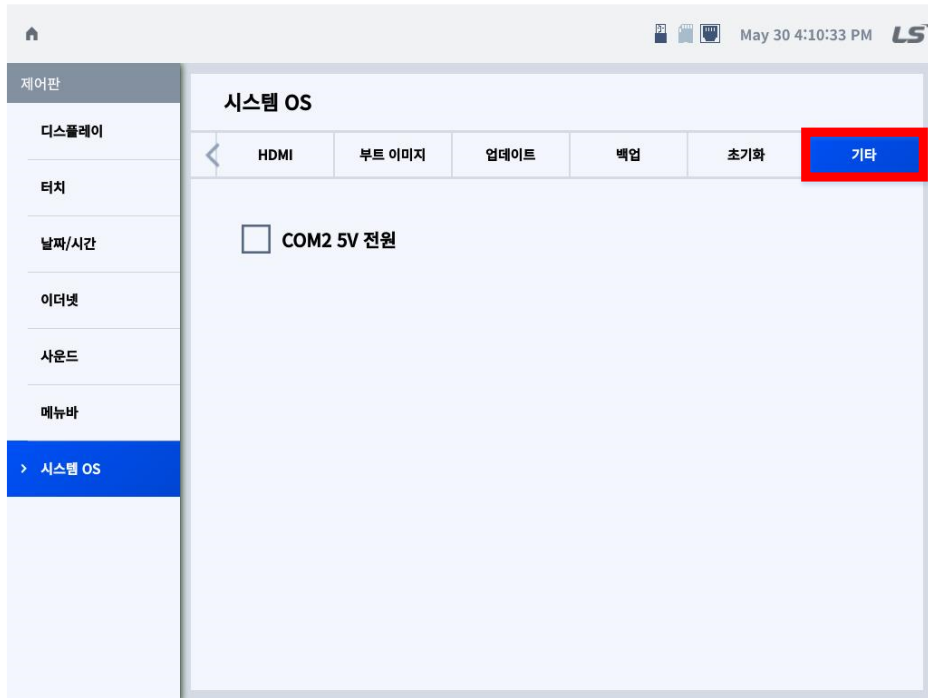 May 30 4:10:33 PM LS
제어판
디스플레이
터치
날짜/시간
이더넷
사운드
메뉴바
> 시스템 OS
시스템 OS
HDMI 부트 이미지 업데이트 백업 초기화 기타
COM2 5V 전원